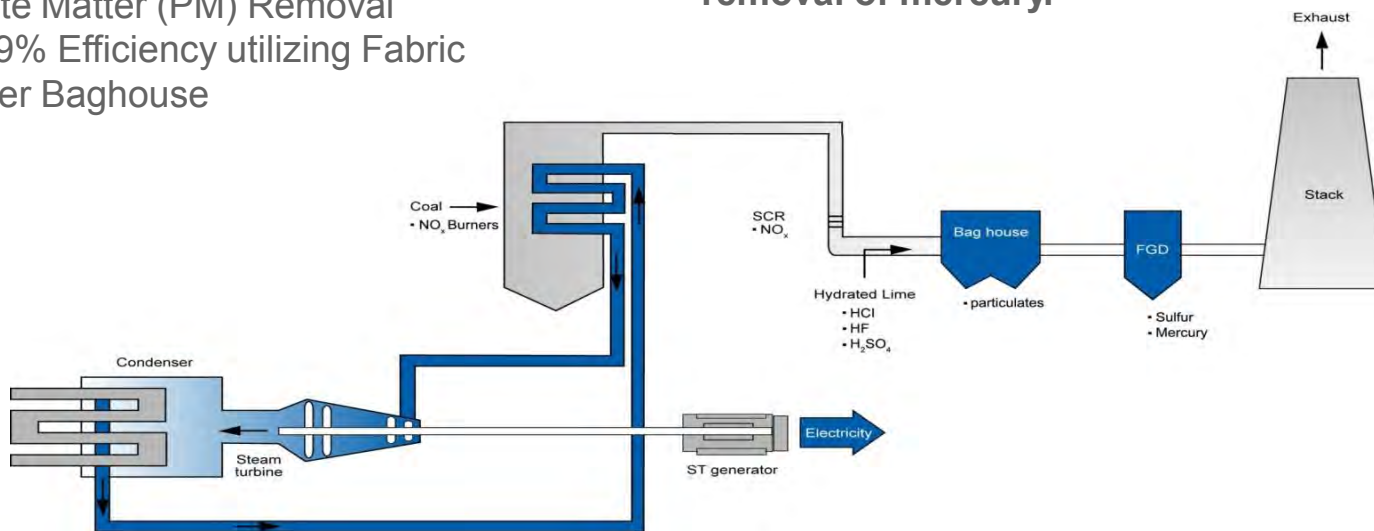 te Matter (PM) Removal
9% Efficiency utilizing Fabric
er Baghouse
removal of mercury.
Exhaust
Stack
Coal
▪ NOₓ Burners
SCR
▪ NOₓ
Bag house
FGD
Hydrated Lime
▪ HCl
▪ HF
▪ H₂SO₄
▪ particulates
▪ Sulfur
▪ Mercury
Condenser
Steam
turbine
ST generator
Electricity